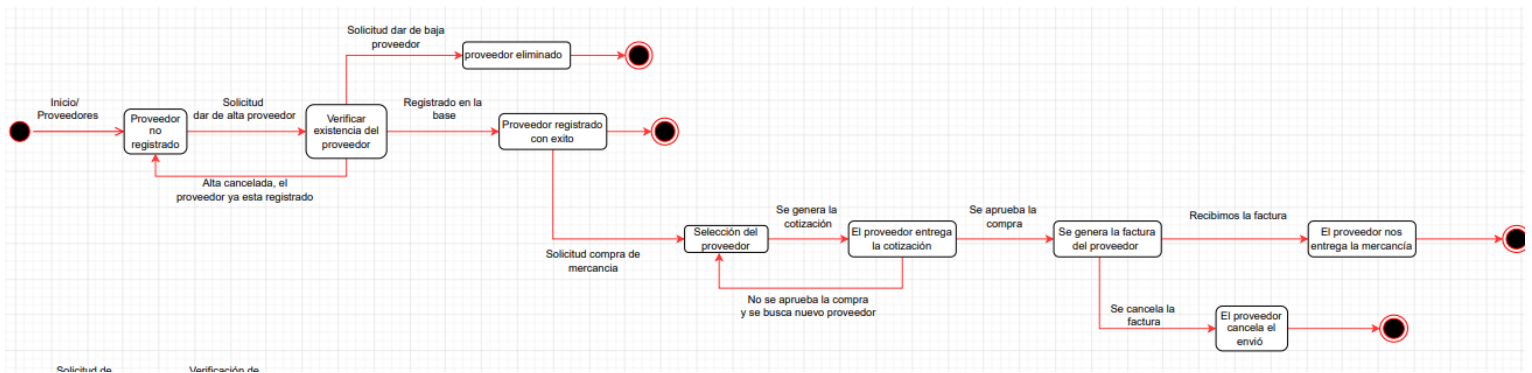 Solicitud dar de baja
proveedor
proveedor eliminado
Inicio/
Proveedores
Proveedor
no
registrado
Solicitud
dar de alta proveedor
Verificar
existencia del
proveedor
Registrado en la
base
Proveedor registrado
con exito
Alta cancelada, el
proveedor ya esta registrado
Solicitud compra de
mercancia
Selección del
proveedor
Se genera la
cotización
El proveedor entrega
la cotización
Se aprueba la
compra
Se genera la factura
del proveedor
Recibimos la factura
El proveedor nos
entrega la mercancía
No se aprueba la compra
y se busca nuevo proveedor
Se cancela la
factura
El proveedor
cancela el
envió
Solicitud de
Verificación de